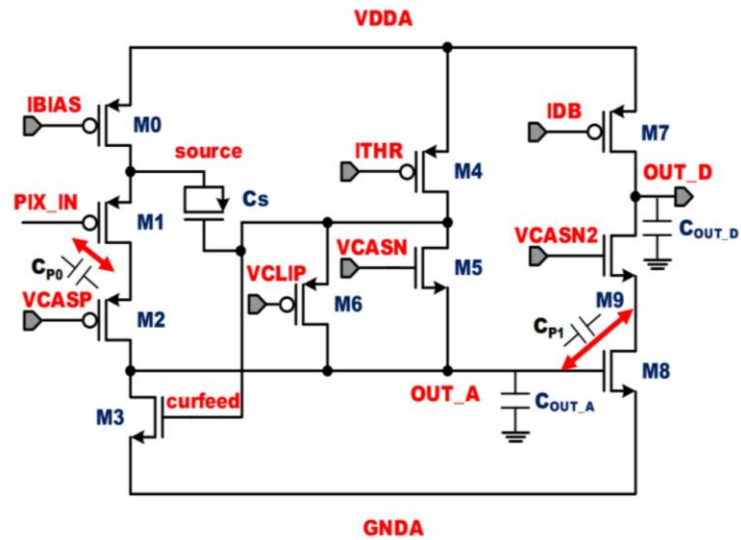 VDDA
IBIAS
M0
IDB
M7
source
ITHR
M4
OUT_D
PIX_IN
M1
Cs
COUT_D
CP0
VCASN
M5
VCASN2
VCLIP
M6
M9
VCASP
M2
CP1
M8
M3
curfeed
OUT_A
COUT_A
GNDA